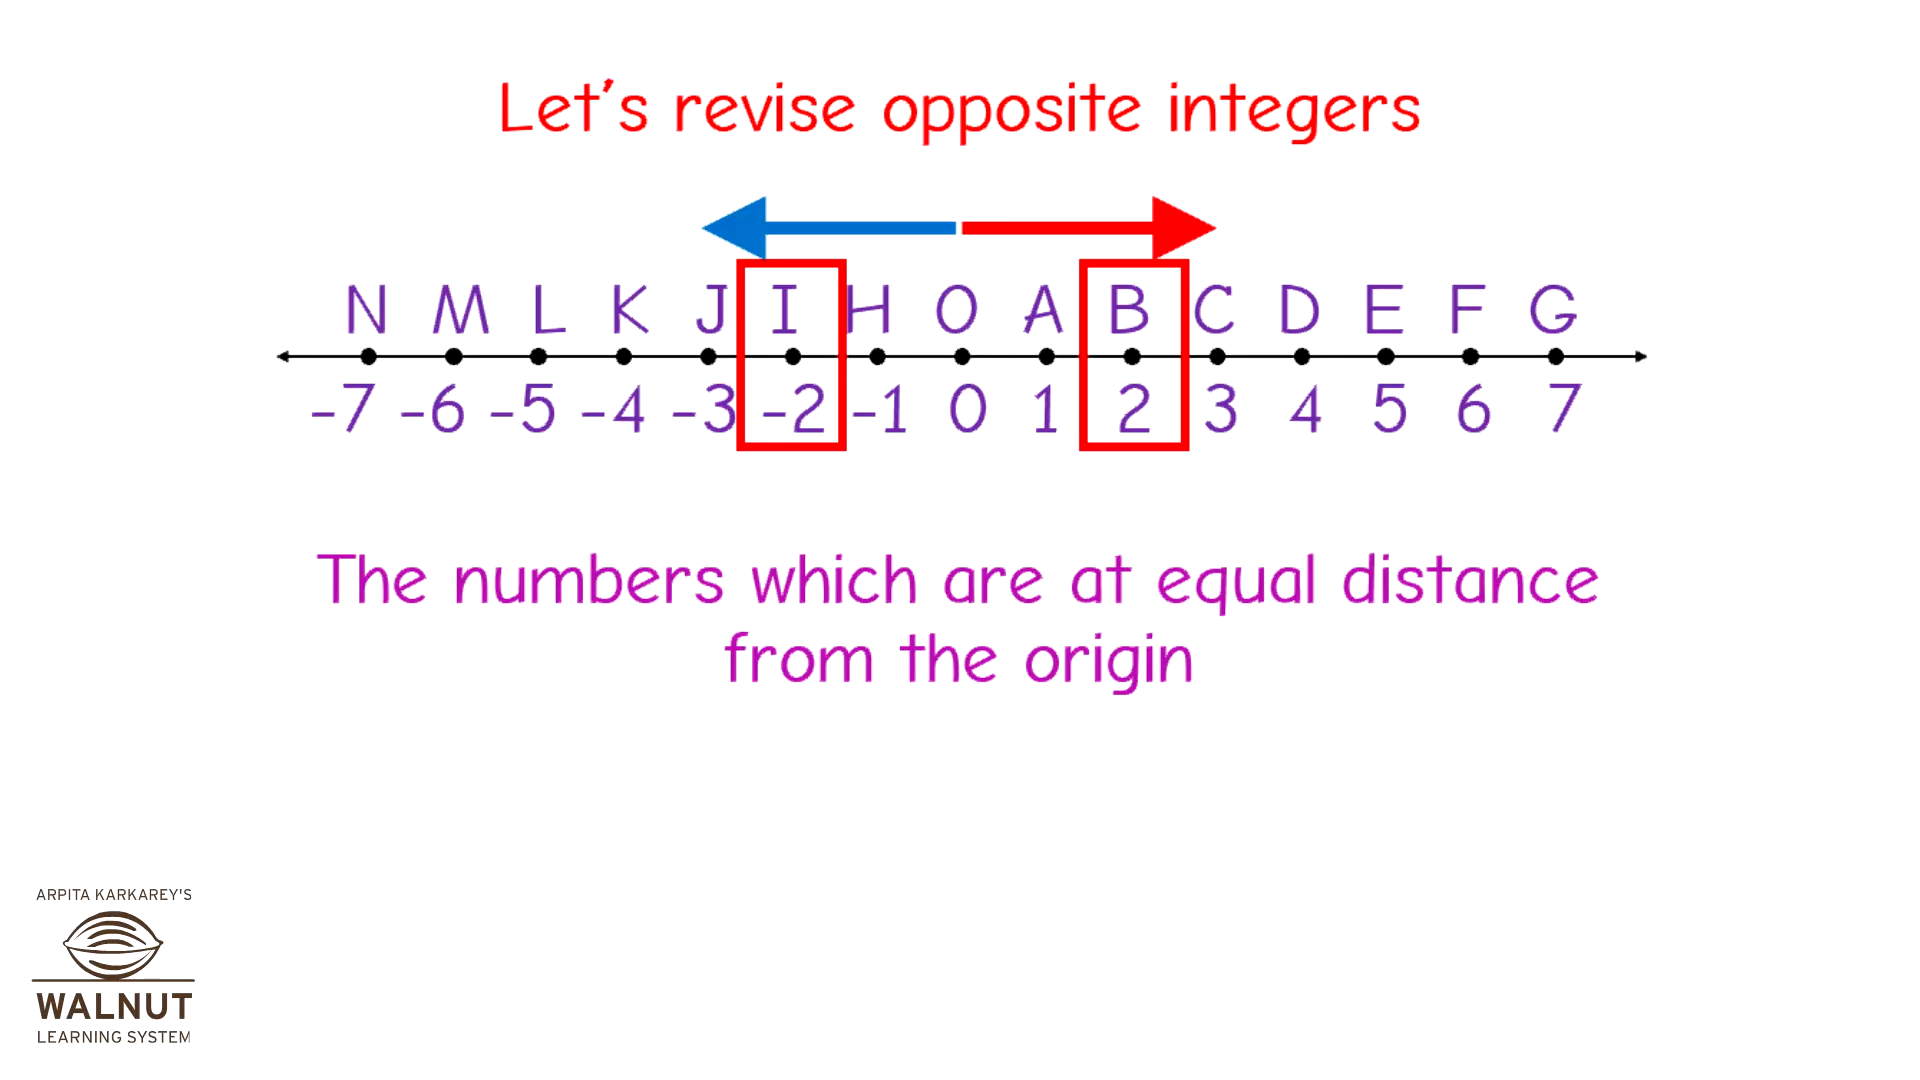 Let's revise opposite integers
N M L K J I H O A B C D E F G
-7 -6 -5 -4 -3 -2 -1 0 1 2 3 4 5 6 7
The numbers which are at equal distance
from the origin
ARPITA KARKAREY'S
WALNUT
LEARNING SYSTEM